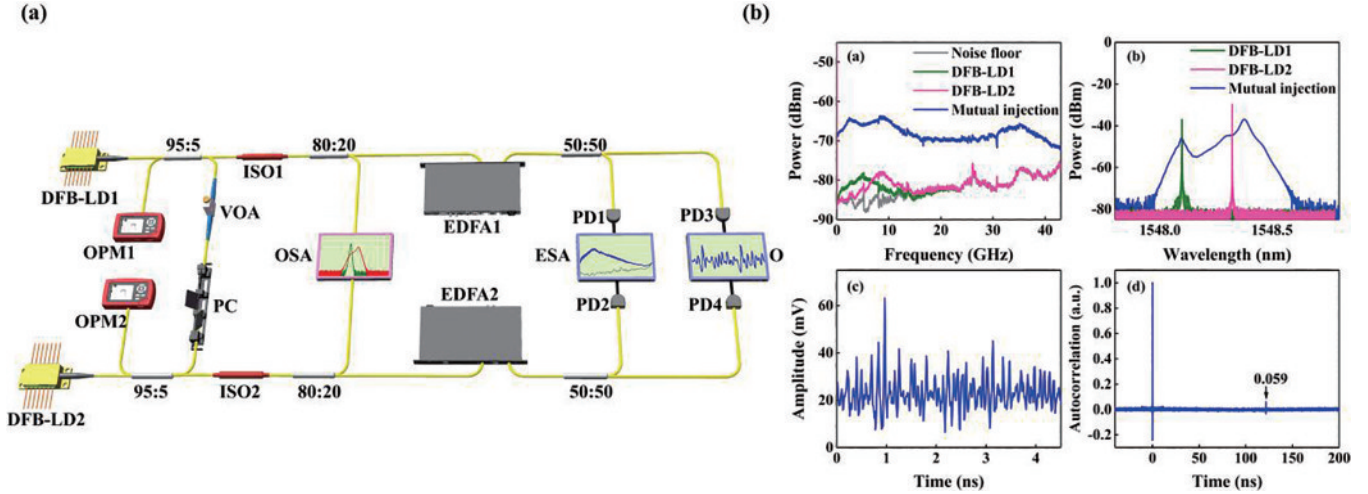 (a)
95:5
80:20
50:50
DFB-LD1
ISO1
VOA
OPM1
EDFA1
PD1
PD3
OSA
ESA
O
OPM2
PC
EDFA2
PD2
PD4
DFB-LD2
95:5
ISO2
80:20
50:50
(b)
(a)
Noise floor
DFB-LD1
DFB-LD2
Mutual injection
Power (dBm)
-50
-60
-70
-80
-90
0 10 20 30 40
Frequency (GHz)
(b)
DFB-LD1
DFB-LD2
Mutual injection
Power (dBm)
0
-20
-40
-60
-80
1548.0 1548.5
Wavelength (nm)
(c)
Amplitude (mV)
60
40
20
0
0 1 2 3 4
Time (ns)
(d)
Autocorrelation (a.u.)
1.0
0.8
0.6
0.4
0.2
0.0
-0.2
0.059
0 50 100 150 200
Time (ns)